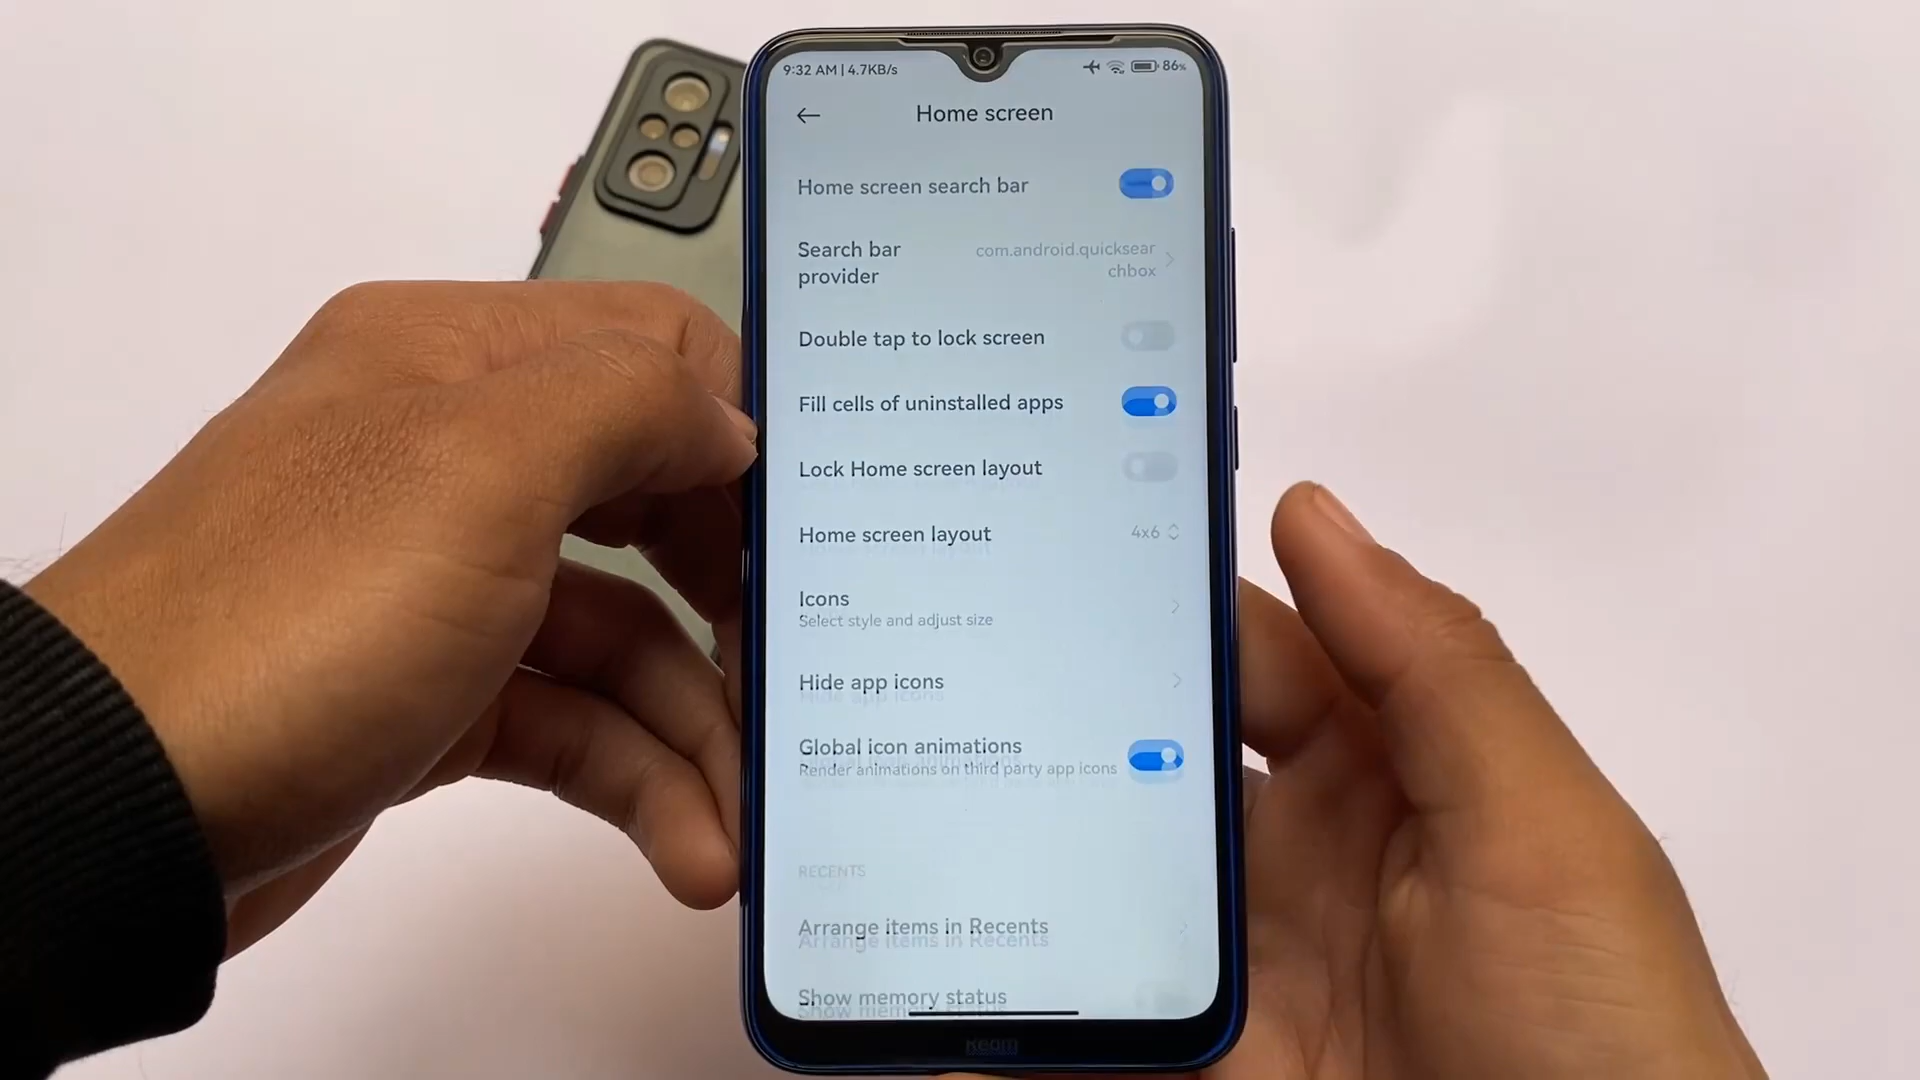 9:32 AM | 4.7KB/s
86%
Home screen
Home screen search bar
Search bar provider
com.android.quicksearchbox
Double tap to lock screen
Fill cells of uninstalled apps
Lock Home screen layout
Home screen layout
4x6
Icons
Select style and adjust size
Hide app icons
Global icon animations
Render animations on third party app icons
RECENTS
Arrange items in Recents
Show memory status